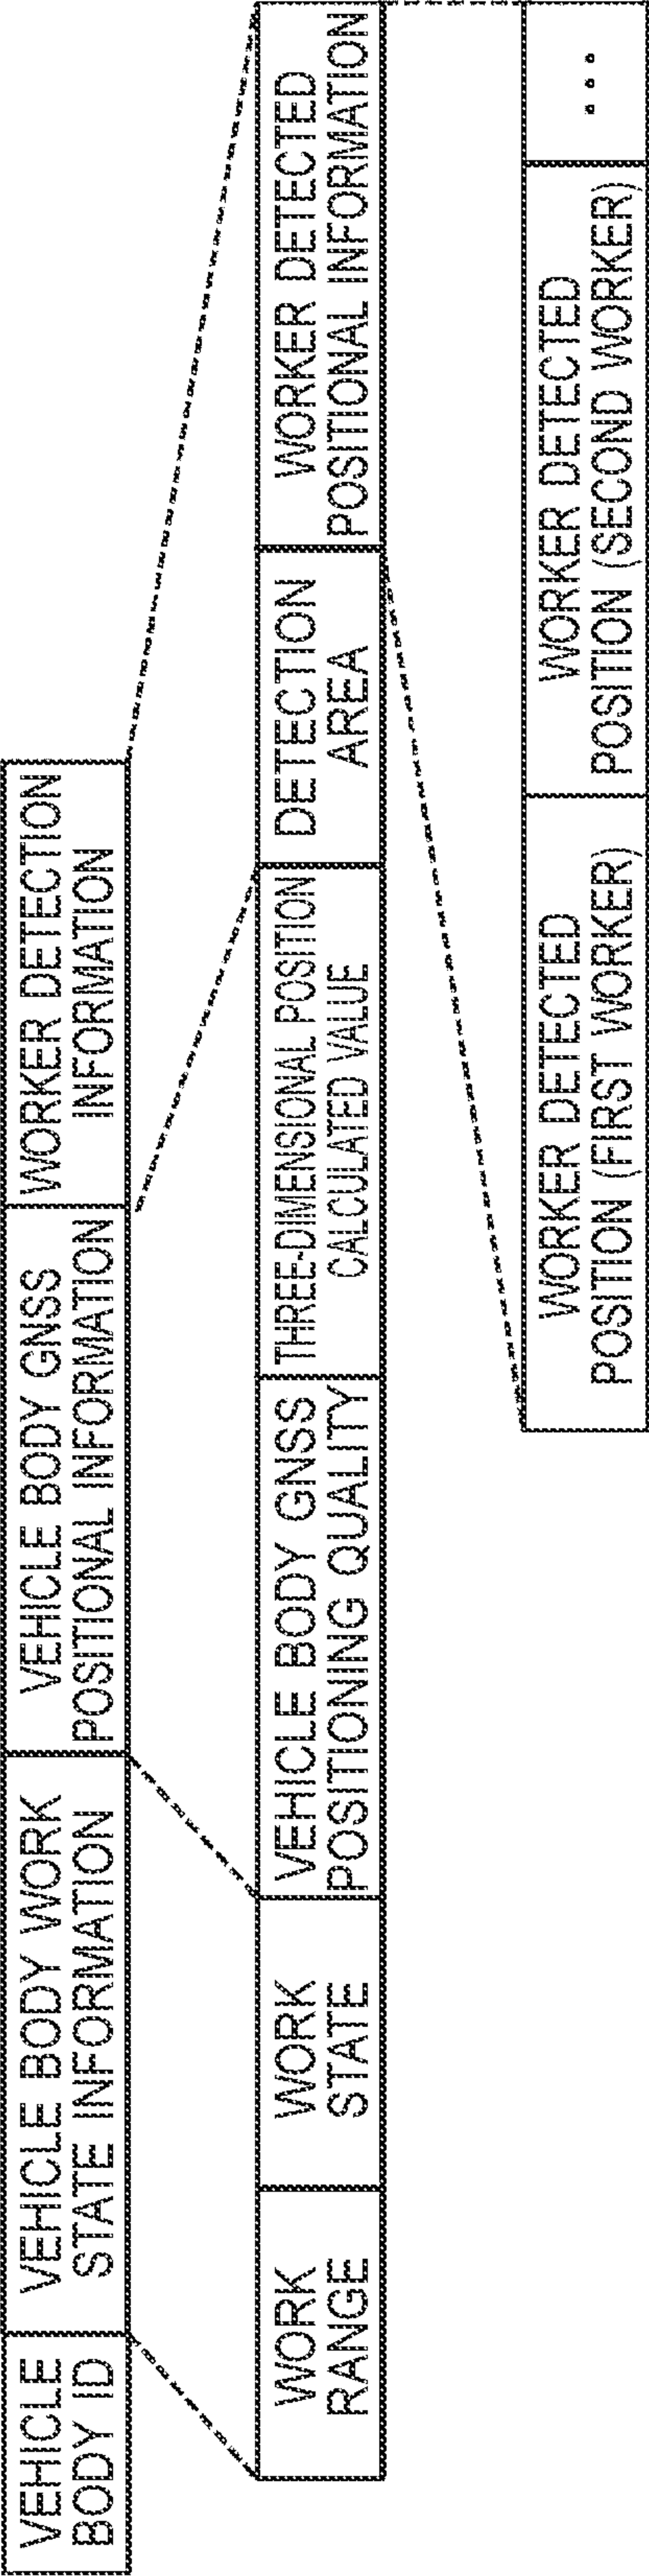 VEHICLE
BODY ID
VEHICLE BODY WORK
STATE INFORMATION
VEHICLE BODY GNSS
POSITIONAL INFORMATION
WORKER DETECTION
INFORMATION
WORK
RANGE
WORK
STATE
VEHICLE BODY GNSS
POSITIONING QUALITY
THREE-DIMENSIONAL POSITION
CALCULATED VALUE
DETECTION
AREA
WORKER DETECTED
POSITIONAL INFORMATION
WORKER DETECTED
POSITION (FIRST WORKER)
WORKER DETECTED
POSITION (SECOND WORKER)
...